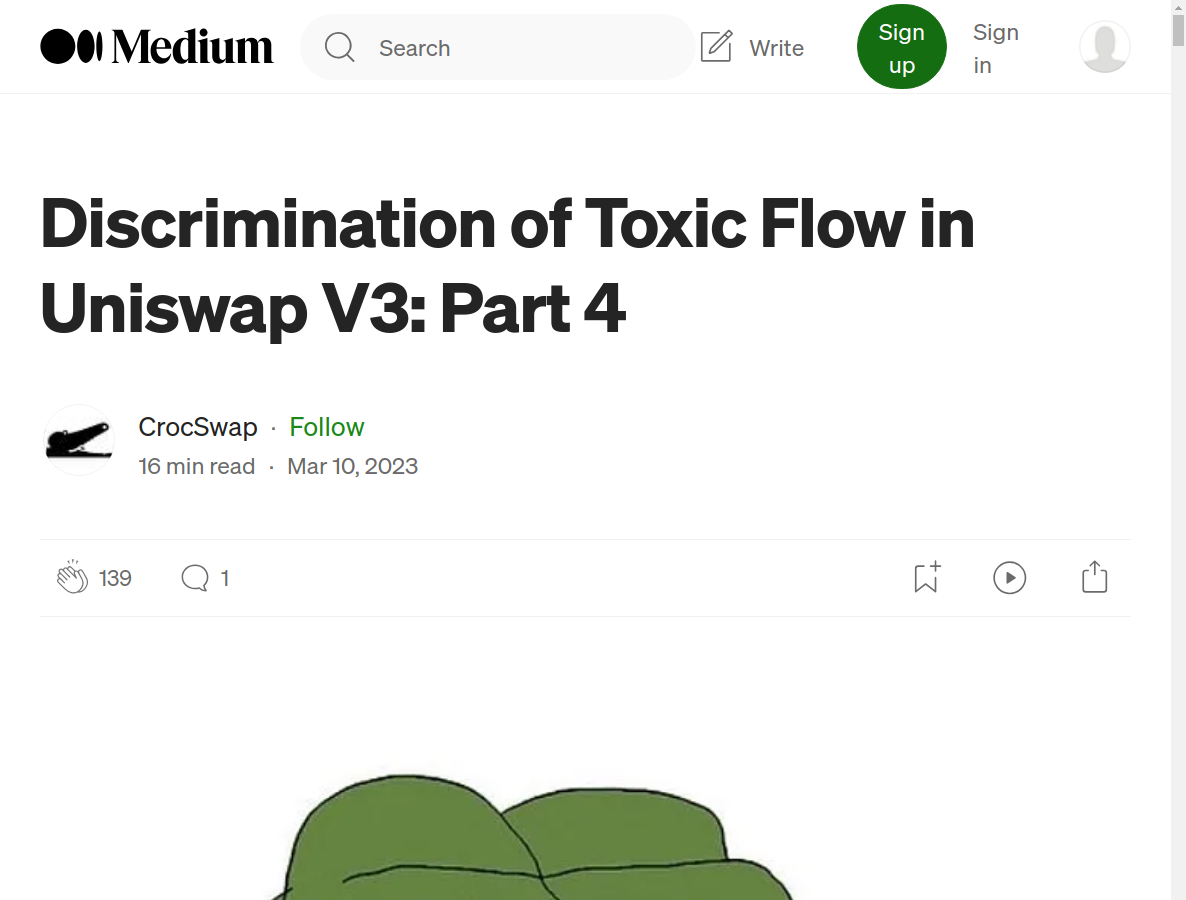 Medium
Search
Write
Sign up
Sign in
Discrimination of Toxic Flow in
Uniswap V3: Part 4
CrocSwap · Follow
16 min read · Mar 10, 2023
139
1